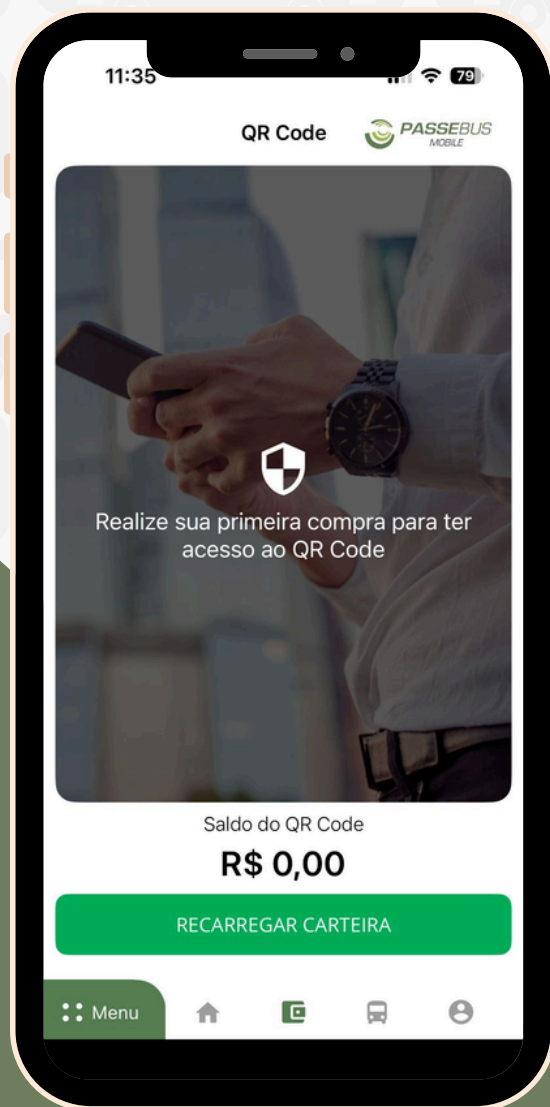 11:35
79
QR Code
PASSEBUS
MOBILE
Realize sua primeira compra para ter
acesso ao QR Code
Saldo do QR Code
R$ 0,00
RECARREGAR CARTEIRA
Menu